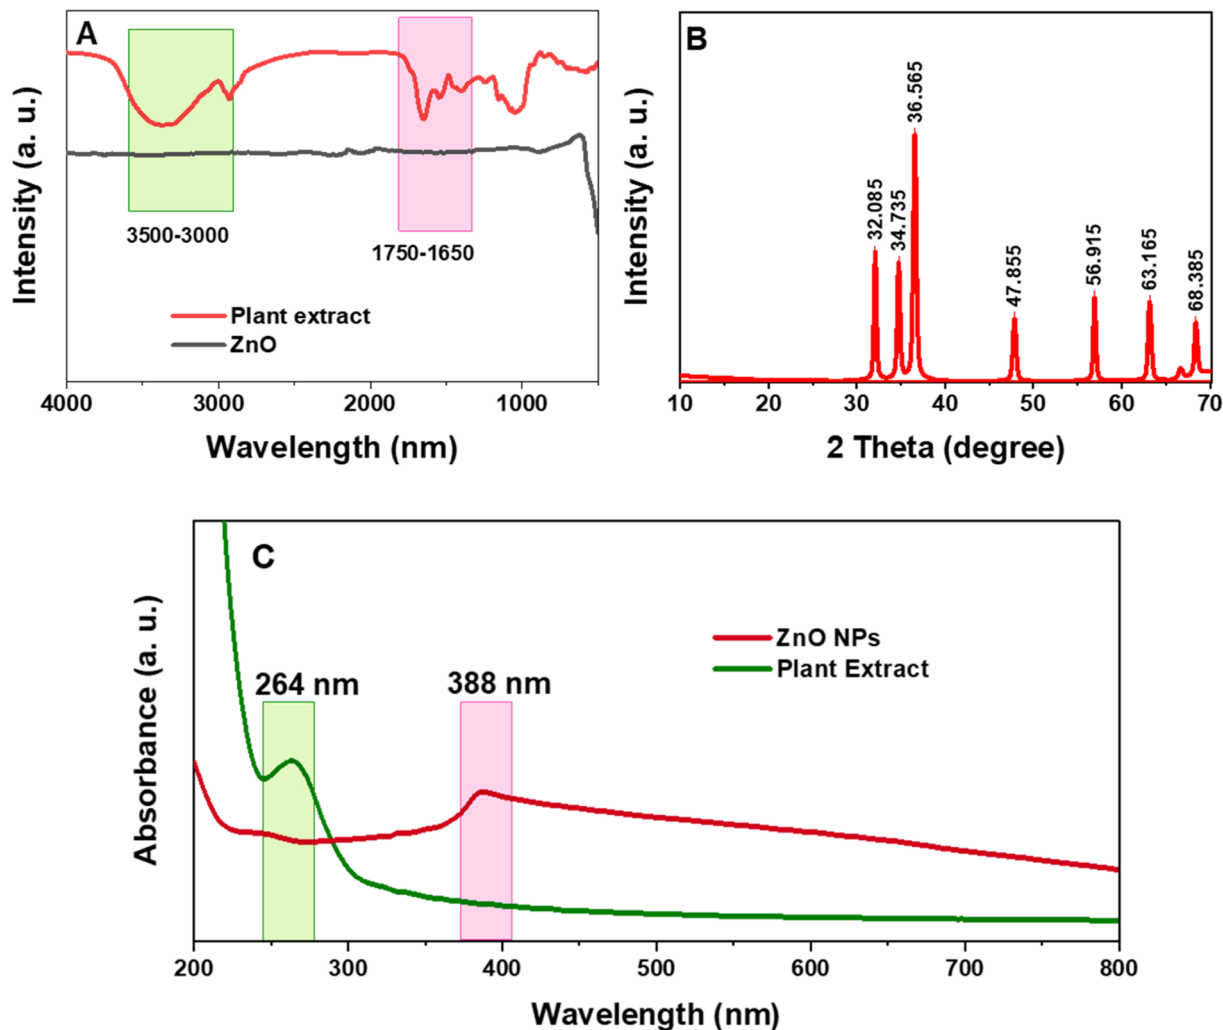 A
Intensity (a. u.)
3500-3000
1750-1650
Plant extract
ZnO
4000 3000 2000 1000
Wavelength (nm)
B
Intensity (a. u.)
32.085
34.735
36.565
47.855
56.915
63.165
68.385
10 20 30 40 50 60 70
2 Theta (degree)
C
Absorbance (a. u.)
264 nm
388 nm
ZnO NPs
Plant Extract
200 300 400 500 600 700 800
Wavelength (nm)